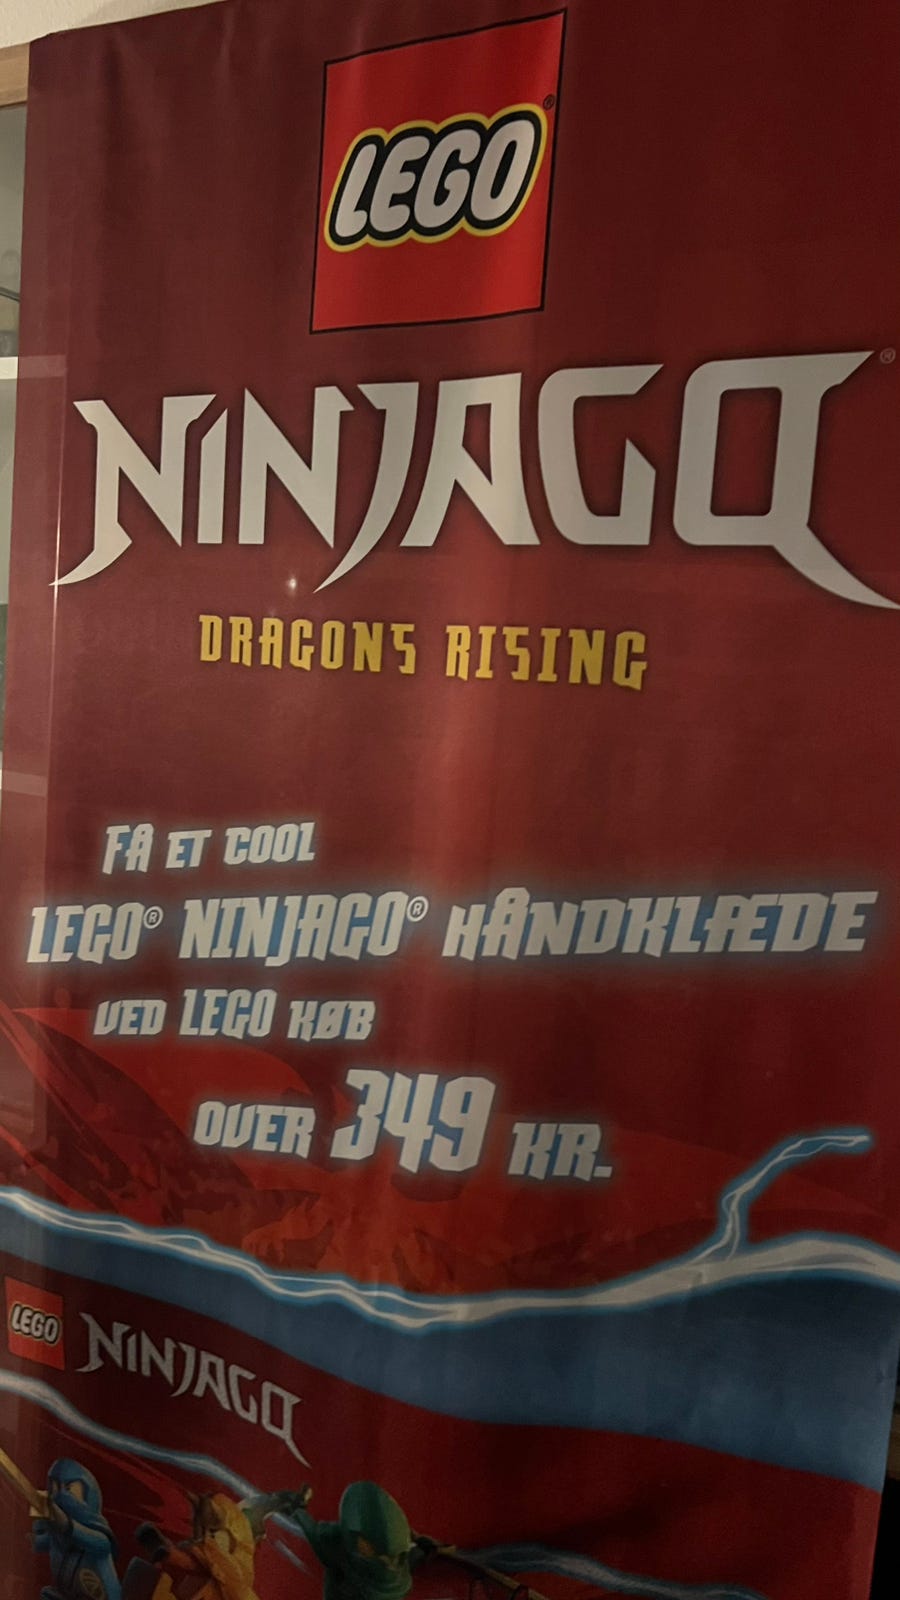 LEGO®
NINJAGO®
DRAGONS RISING
FÅ ET COOL
LEGO® NINJAGO® HÅNDKLÆDE
VED LEGO KØB
OVER 349 KR.
LEGO NINJAGO